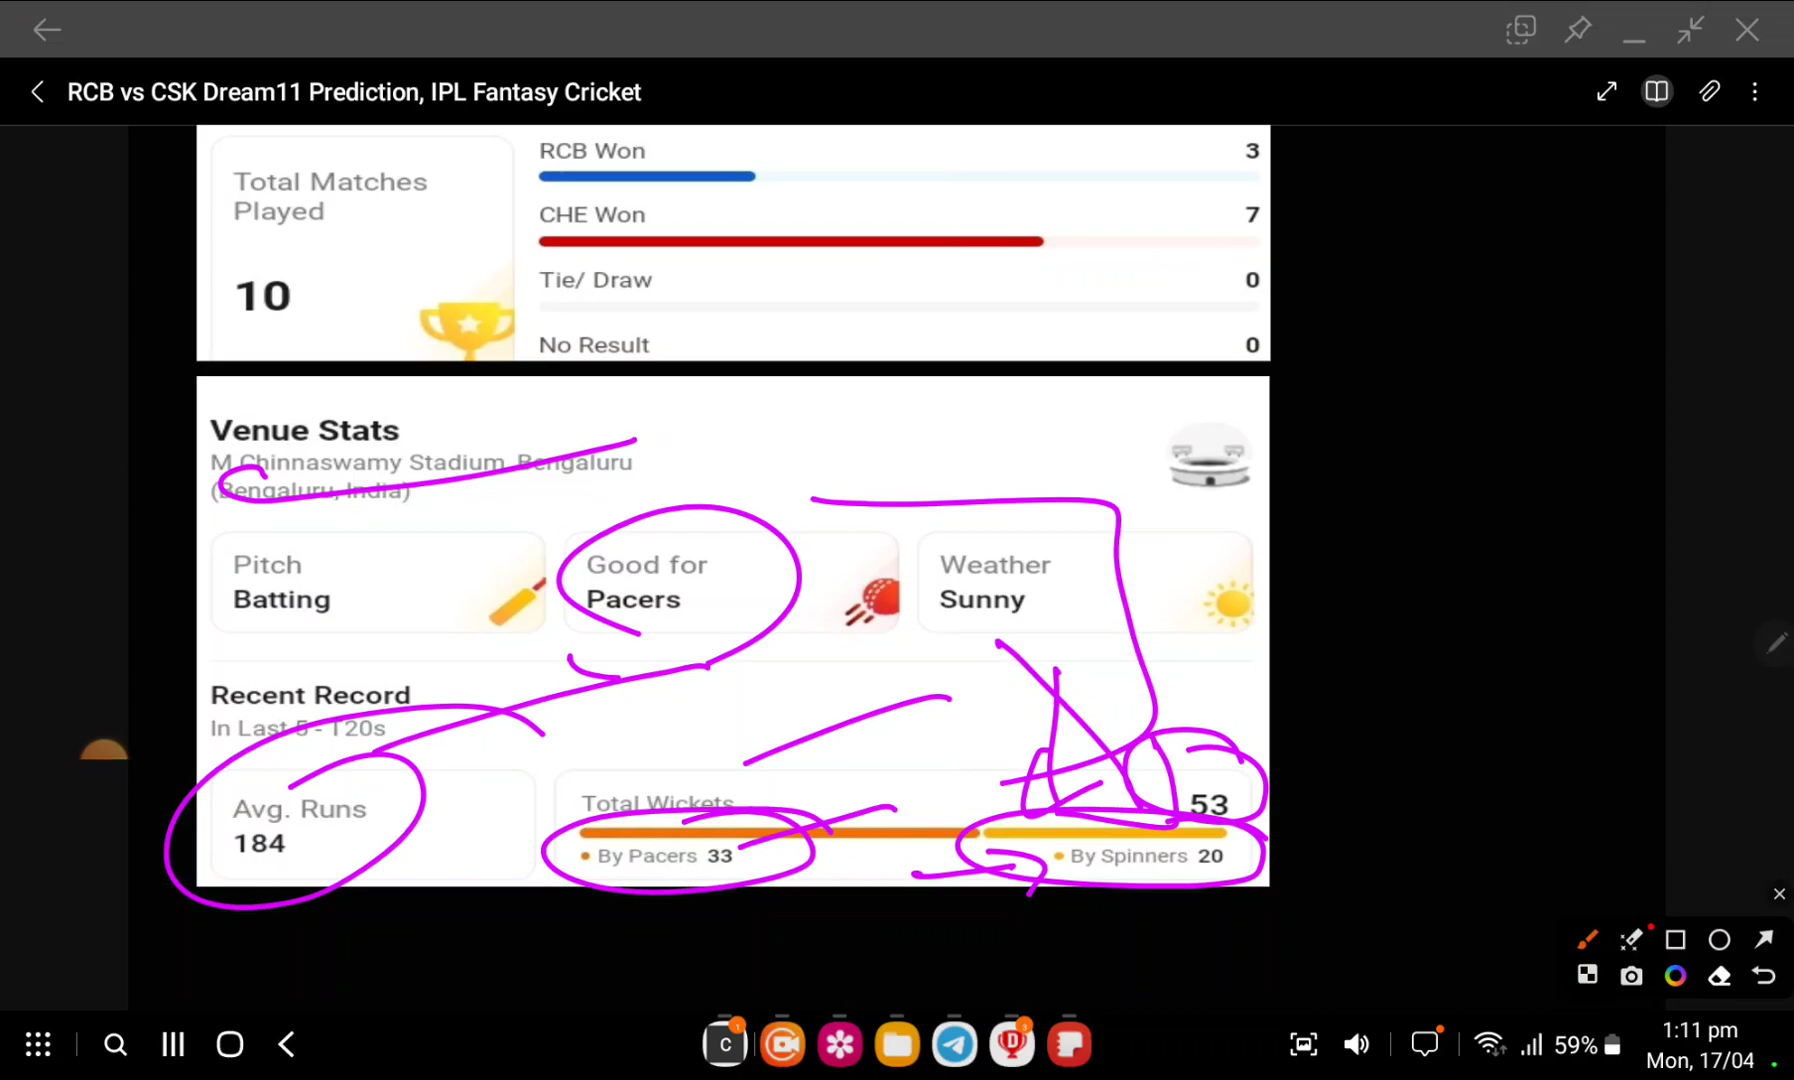 RCB vs CSK Dream11 Prediction, IPL Fantasy Cricket
Total Matches
Played
10
RCB Won 3
CHE Won 7
Tie/ Draw 0
No Result 0
Venue Stats
M Chinnaswamy Stadium, Bengaluru
(Bengaluru, India)
Pitch
Batting
Good for
Pacers
Weather
Sunny
Recent Record
In Last 5 - T20s
Avg. Runs
184
Total Wickets 53
By Pacers 33
By Spinners 20
C
1
D
3
59%
1:11 pm
Mon, 17/04